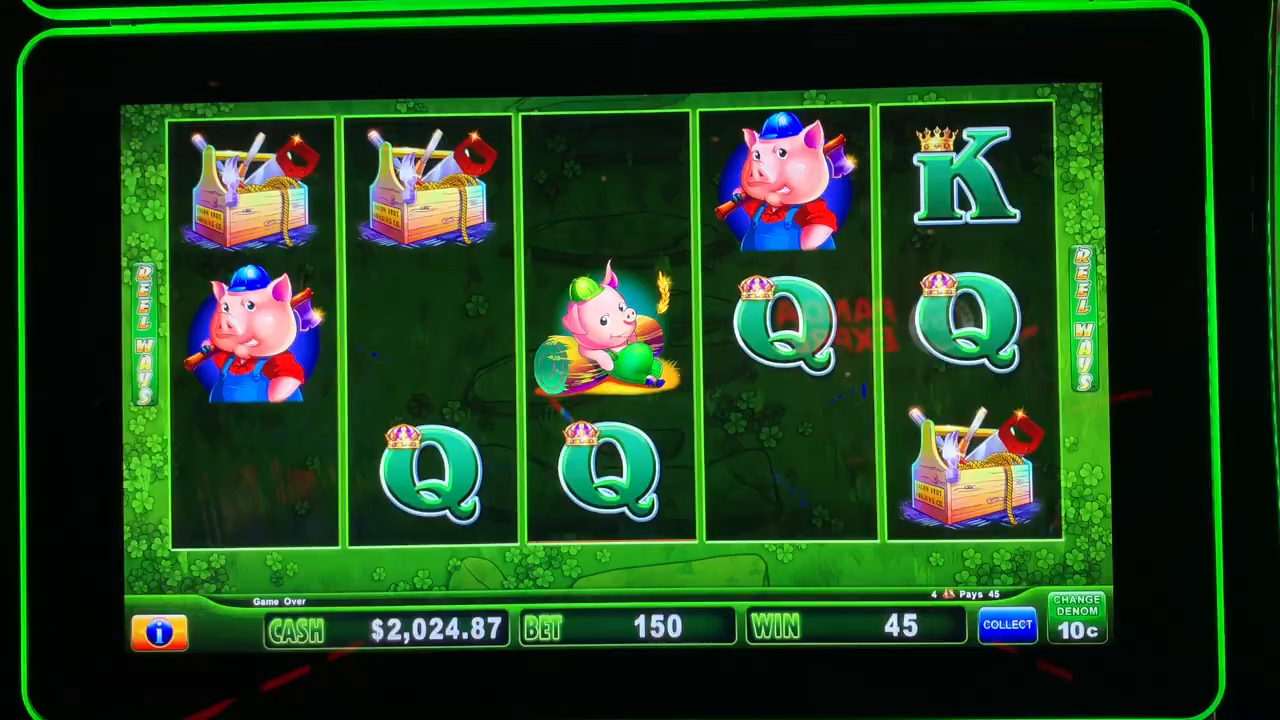 K
Q
Q
Q
Q
REEL WAYS
REEL WAYS
Game Over
4 Pays 45
CASH $2,024.87 BET 150 WIN 45
COLLECT
CHANGE
DENOM
10¢